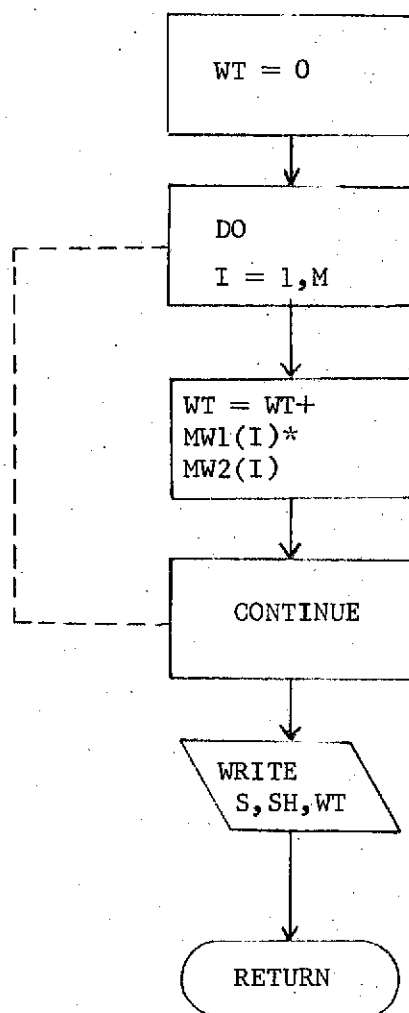 WT = 0
DO
I = 1,M
WT = WT+
MW1(I)*
MW2(I)
CONTINUE
WRITE
S,SH,WT
RETURN